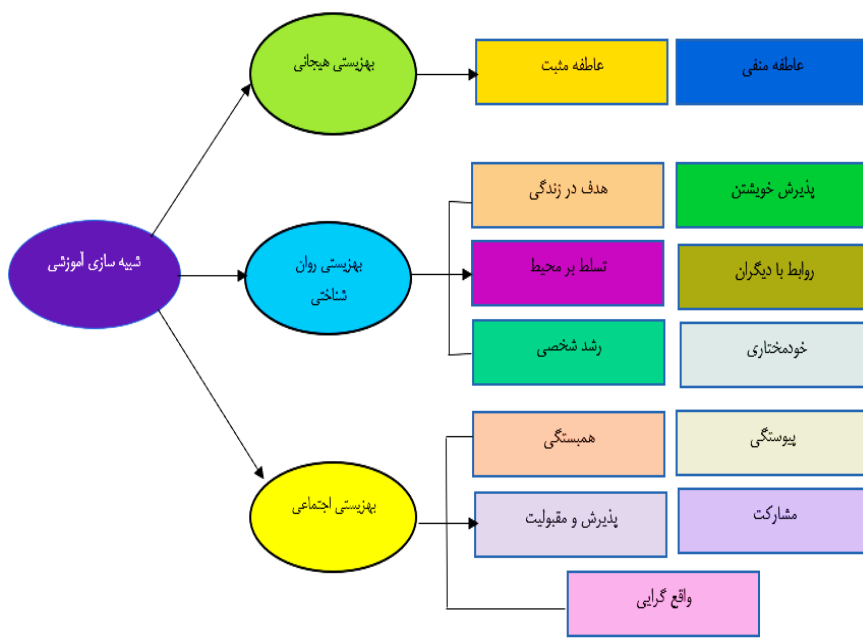 شبیه سازی آموزشی
بهزیستی هیجانی
عاطفه مثبت
عاطفه منفی
بهزیستی روان
شناختی
هدف در زندگی
پذیرش خویشتن
تسلط بر محیط
روابط با دیگران
رشد شخصی
خودمختاری
بهزیستی اجتماعی
همبستگی
پیوستگی
پذیرش و مقبولیت
مشارکت
واقع گرایی